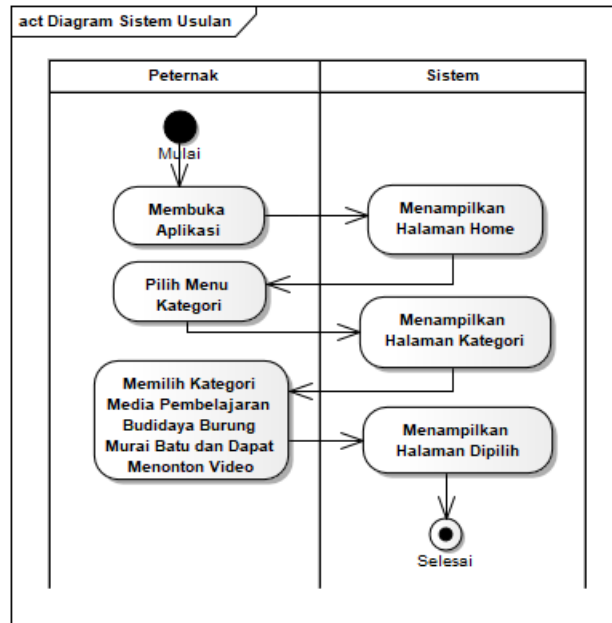 act Diagram Sistem Usulan
Peternak
Sistem
Mulai
Membuka
Aplikasi
Menampilkan
Halaman Home
Pilih Menu
Kategori
Menampilkan
Halaman Kategori
Memilih Kategori
Media Pembelajaran
Budidaya Burung
Murai Batu dan Dapat
Menonton Video
Menampilkan
Halaman Dipilih
Selesai